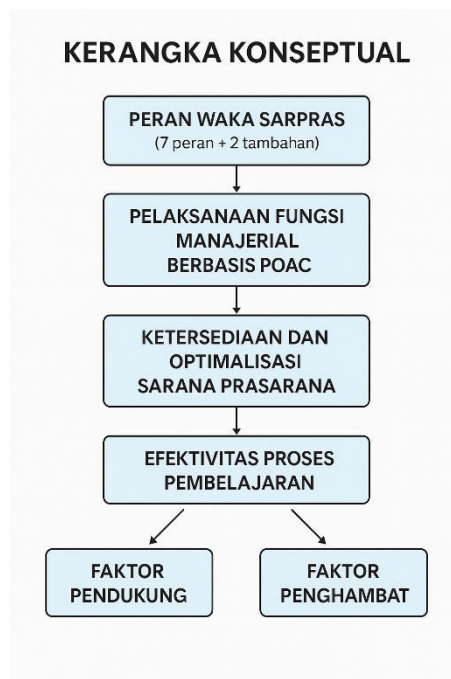 KERANGKA KONSEPTUAL
PERAN WAKA SARPRAS
(7 peran + 2 tambahan)
PELAKSANAAN FUNGSI
MANAJERIAL
BERBASIS POAC
KETERSEDIAAN DAN
OPTIMALISASI
SARANA PRASARANA
EFEKTIVITAS PROSES
PEMBELAJARAN
FAKTOR
PENDUKUNG
FAKTOR
PENGHAMBAT